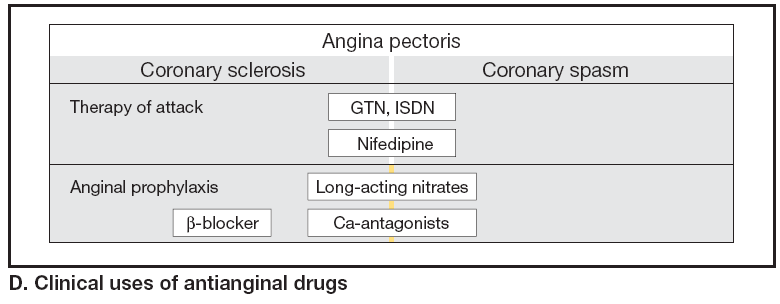 Angina pectoris
Coronary sclerosis Coronary spasm
Therapy of attack GTN, ISDN
Nifedipine
Anginal prophylaxis Long-acting nitrates
β-blocker Ca-antagonists
D. Clinical uses of antianginal drugs